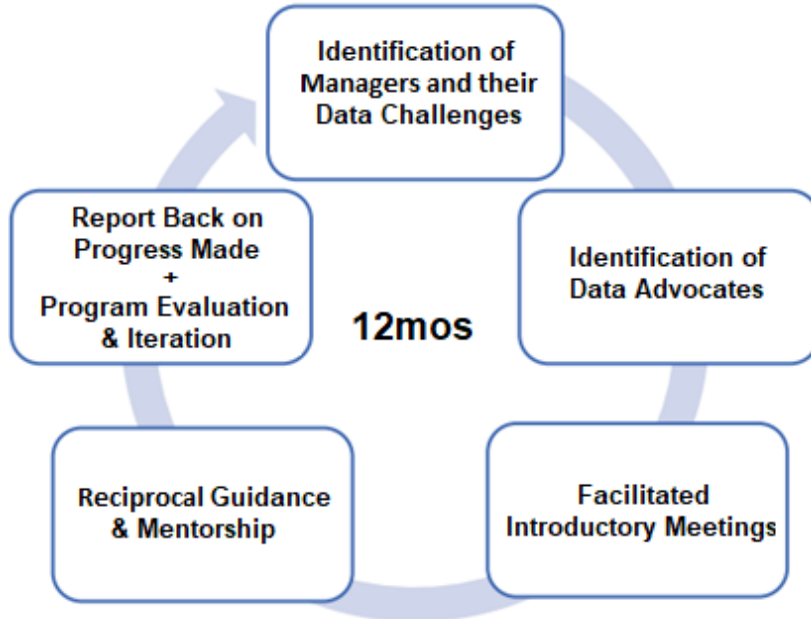 Identification of
Managers and their
Data Challenges
Identification of
Data Advocates
Facilitated
Introductory Meetings
Reciprocal Guidance
& Mentorship
Report Back on
Progress Made
+
Program Evaluation
& Iteration
12mos